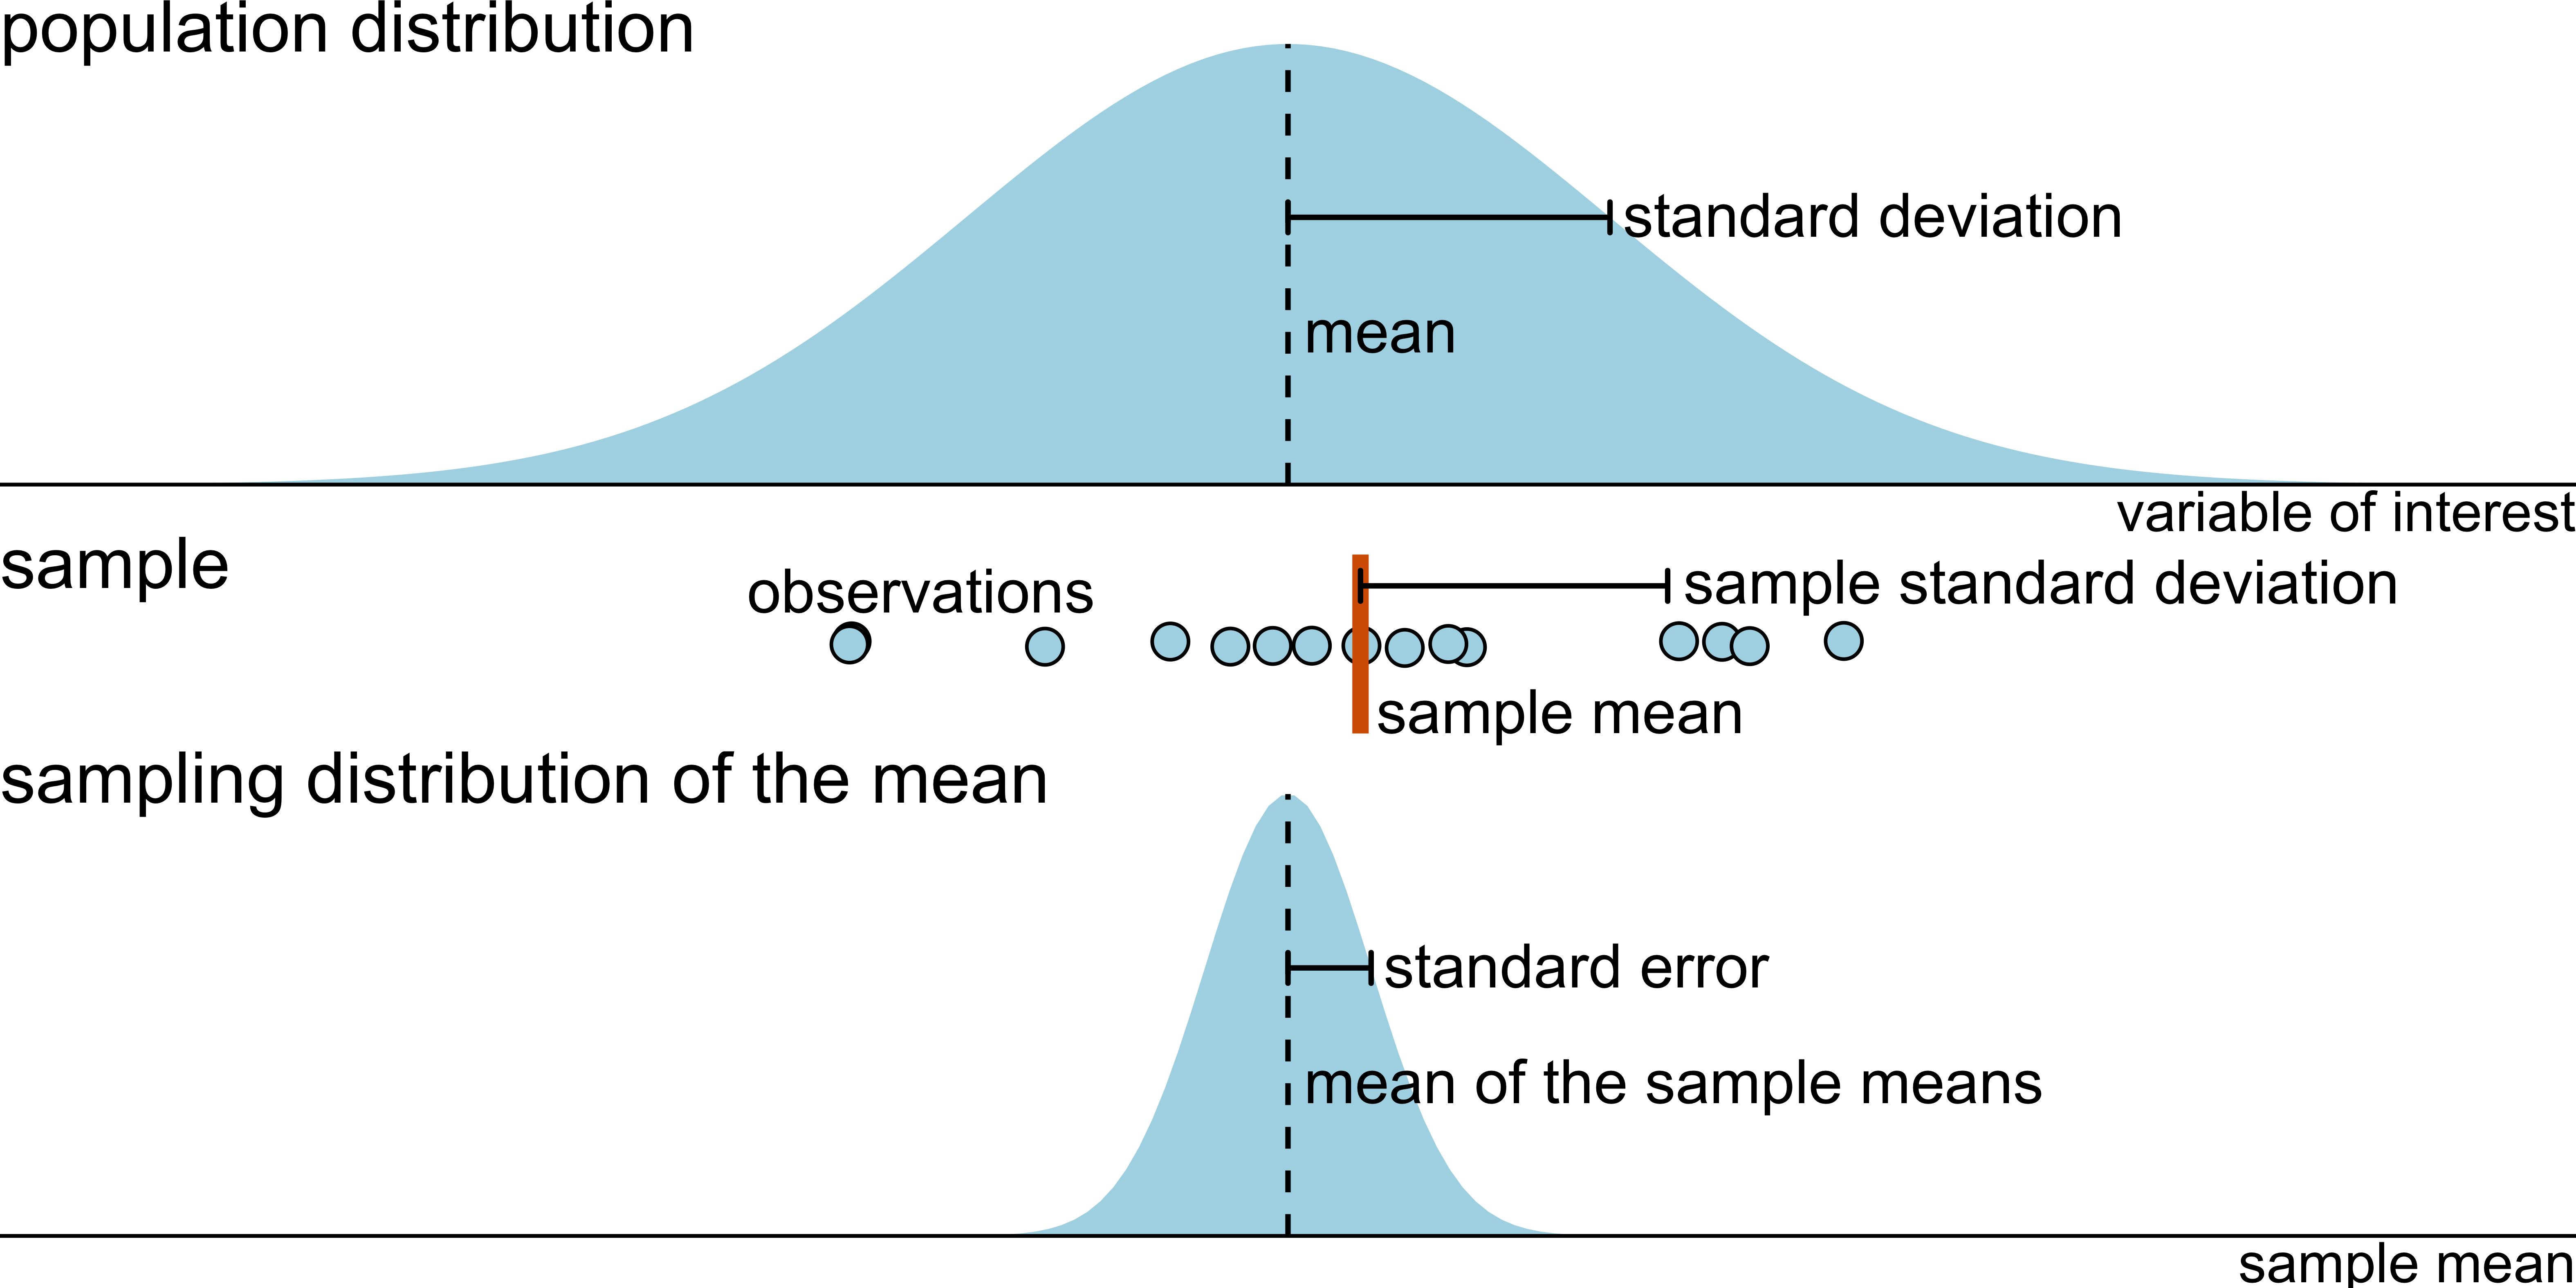 population distribution
standard deviation
mean
variable of interest
sample
observations
sample standard deviation
sample mean
sampling distribution of the mean
standard error
mean of the sample means
sample mean